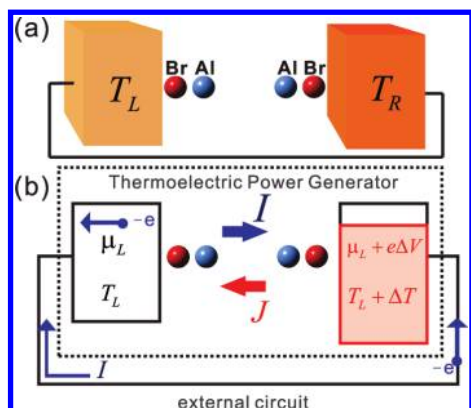 (a)
Br Al
Al Br
T_L
T_R
(b)
Thermoelectric Power Generator
-e
I
μ_L
μ_L + eΔV
T_L
T_L + ΔT
J
I
-e
external circuit